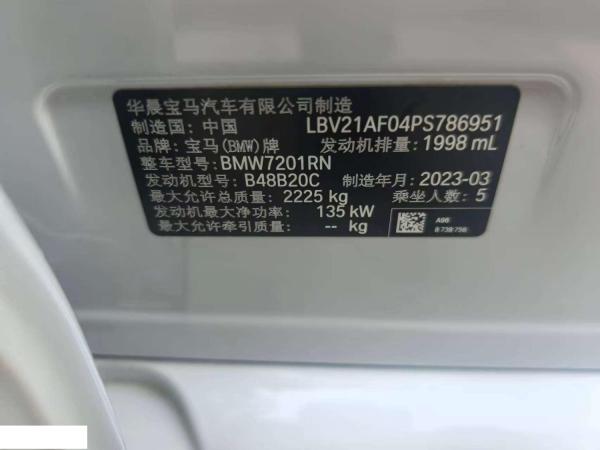 华晨宝马汽车有限公司制造
制造国: 中国 LBV21AF04PS786951
品牌: 宝马(BMW)牌 发动机排量: 1998 mL
整车型号: BMW7201RN
发动机型号: B48B20C 制造年月: 2023-03
最大允许总质量: 2225 kg 乘坐人数: 5
发动机最大净功率: 135 kW
最大允许牵引质量: -- kg
A96
8 738 756